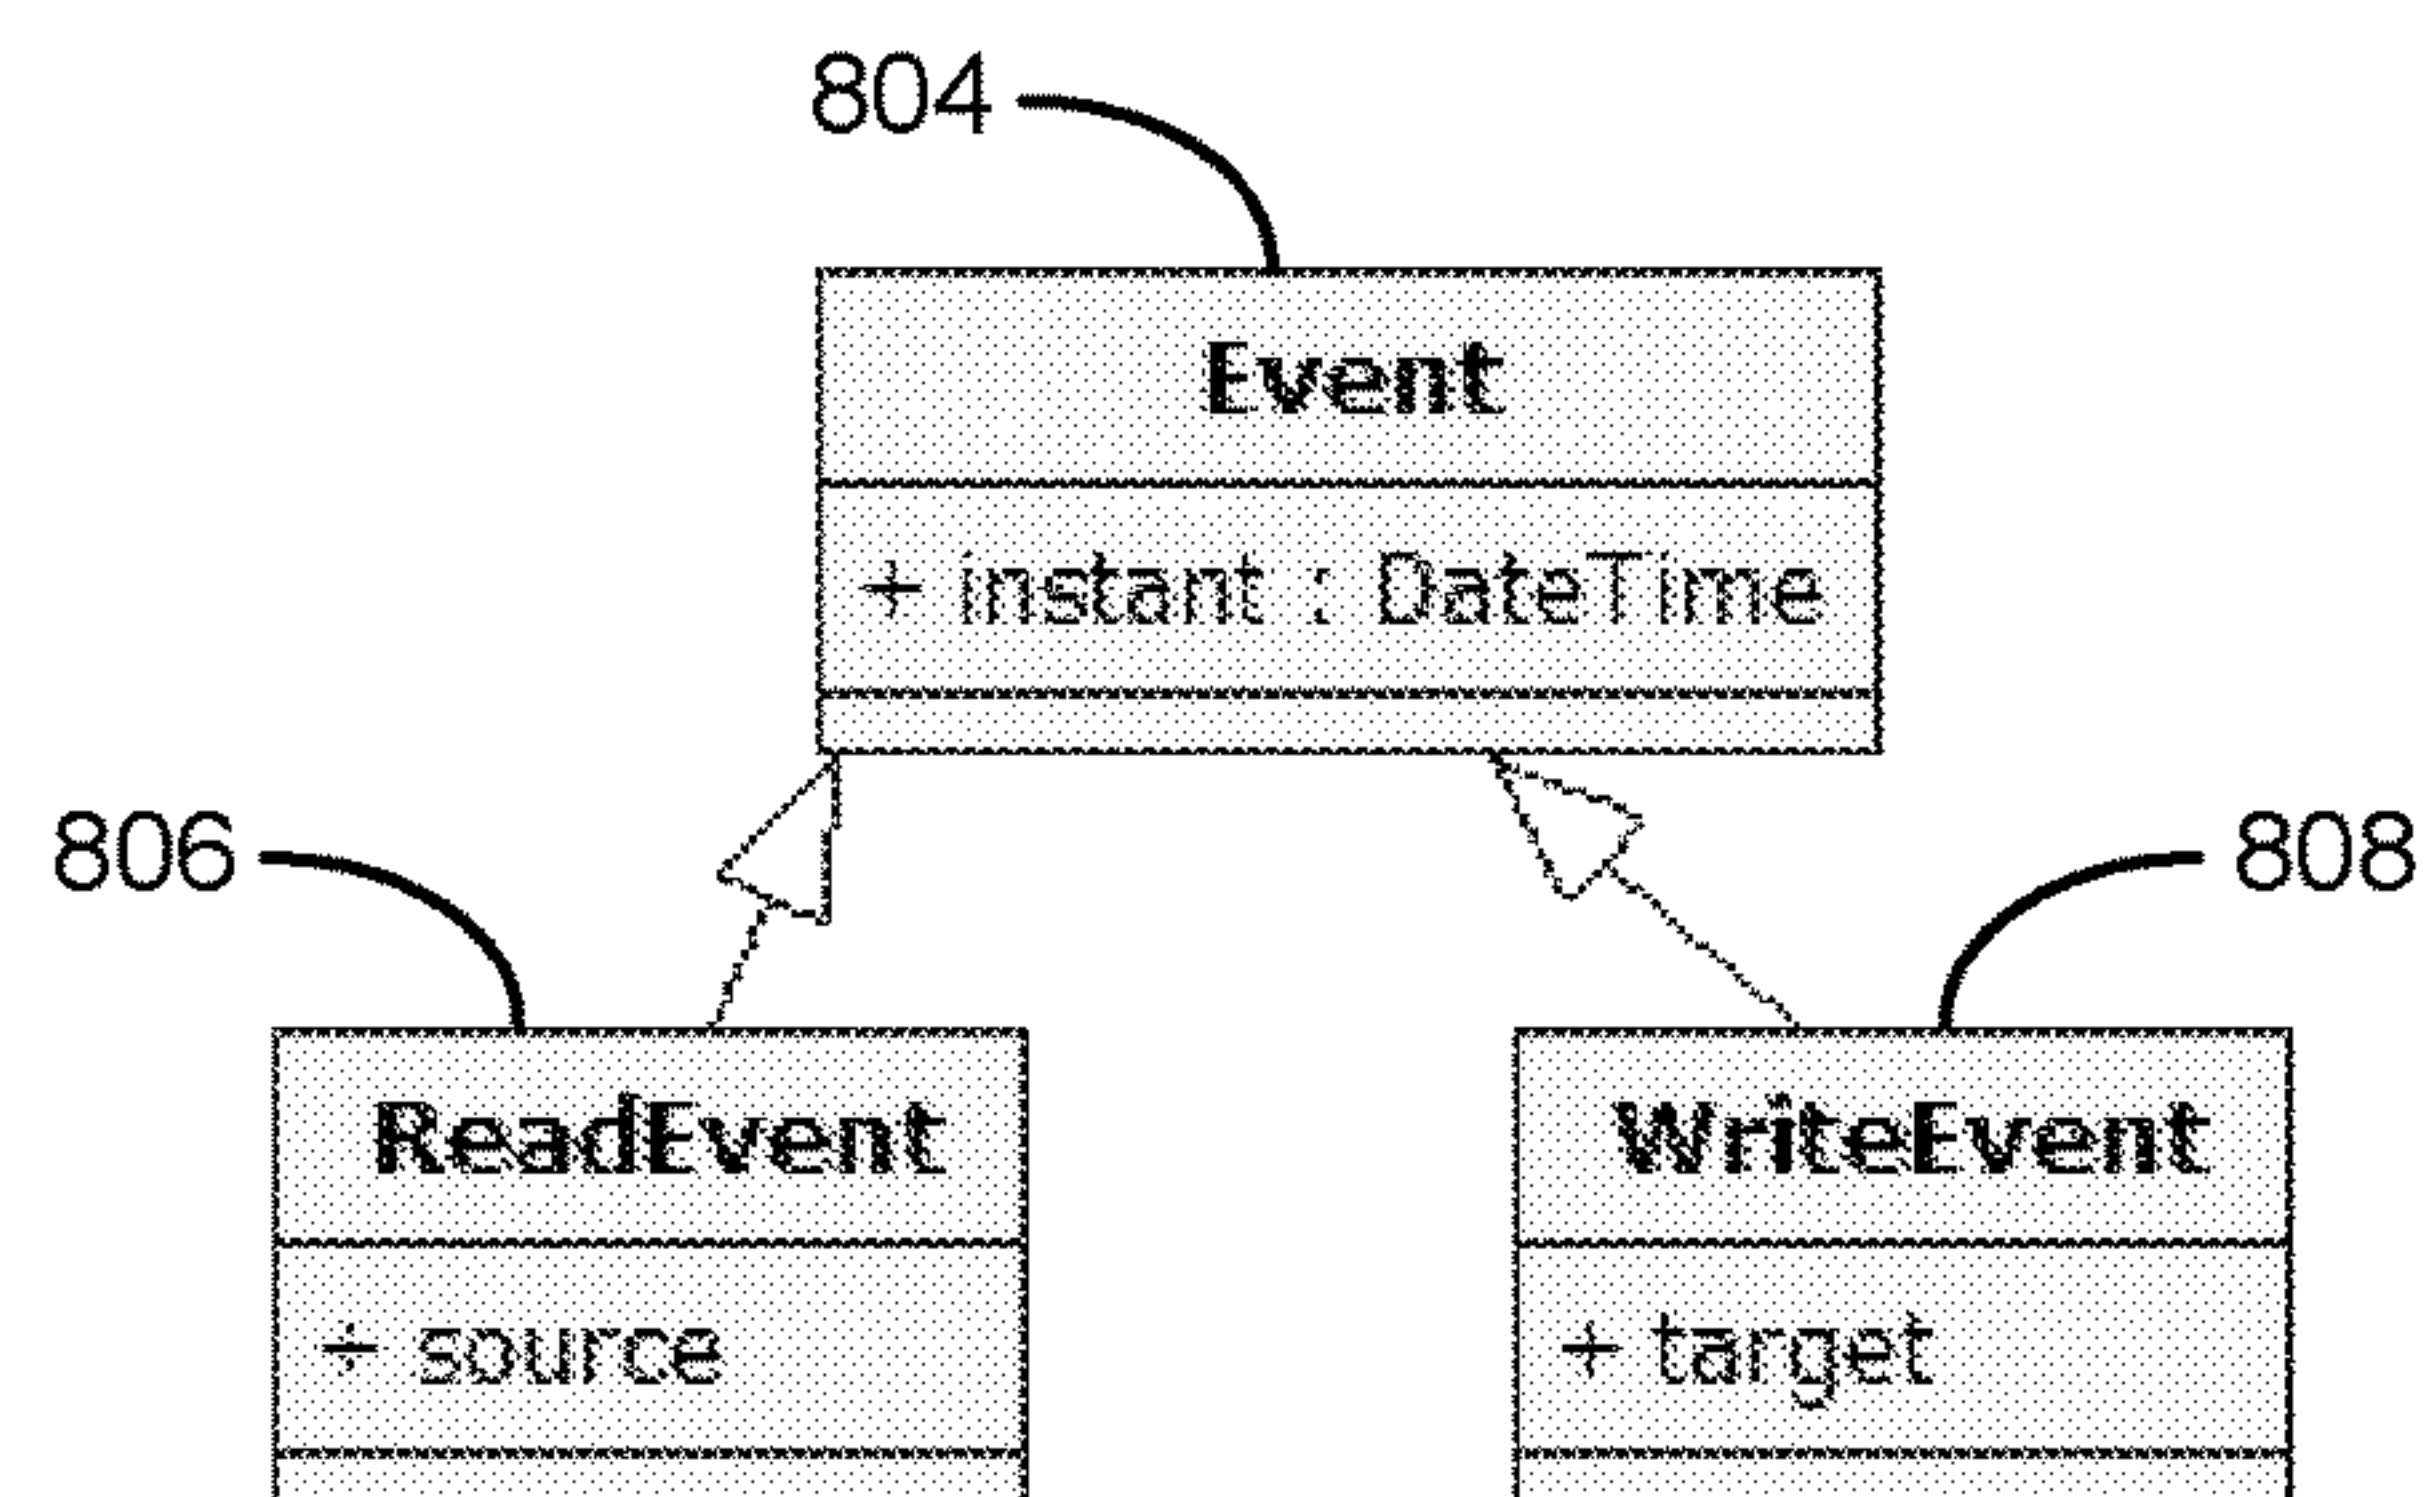 804
Event
+ instant : DateTime
806
808
ReadEvent
WriteEvent
+ source
+ target